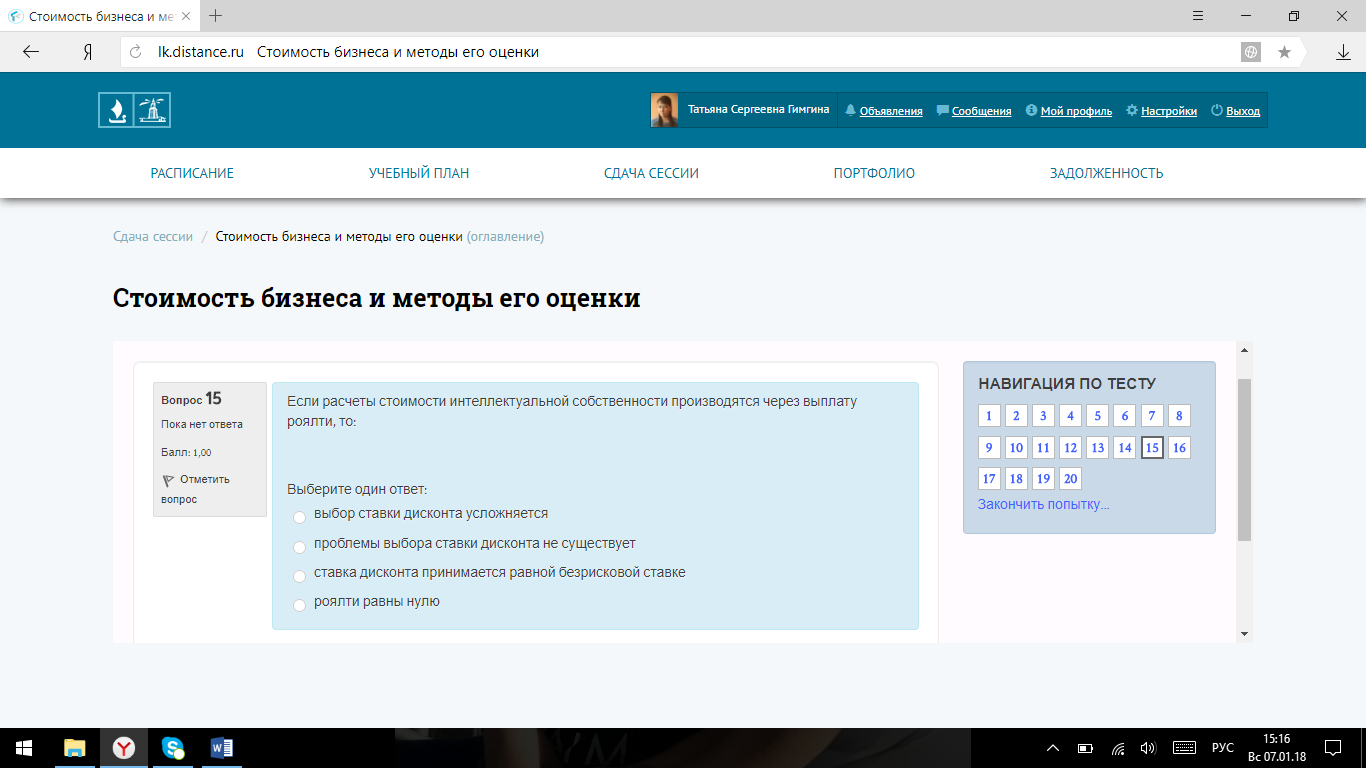 Стоимость бизнеса и ме
lk.distance.ru Стоимость бизнеса и методы его оценки
Татьяна Сергеевна Гимгина Объявления Сообщения Мой профиль Настройки Выход
РАСПИСАНИЕ УЧЕБНЫЙ ПЛАН СДАЧА СЕССИИ ПОРТФОЛИО ЗАДОЛЖЕННОСТЬ
Сдача сессии / Стоимость бизнеса и методы его оценки (оглавление)
Стоимость бизнеса и методы его оценки
Вопрос 15
Пока нет ответа
Балл: 1,00
Отметить
вопрос
Если расчеты стоимости интеллектуальной собственности производятся через выплату
роялти, то:
Выберите один ответ:
выбор ставки дисконта усложняется
проблемы выбора ставки дисконта не существует
ставка дисконта принимается равной безрисковой ставке
роялти равны нулю
НАВИГАЦИЯ ПО ТЕСТУ
1 2 3 4 5 6 7 8
9 10 11 12 13 14 15 16
17 18 19 20
Закончить попытку...
РУС
15:16
Вс 07.01.18